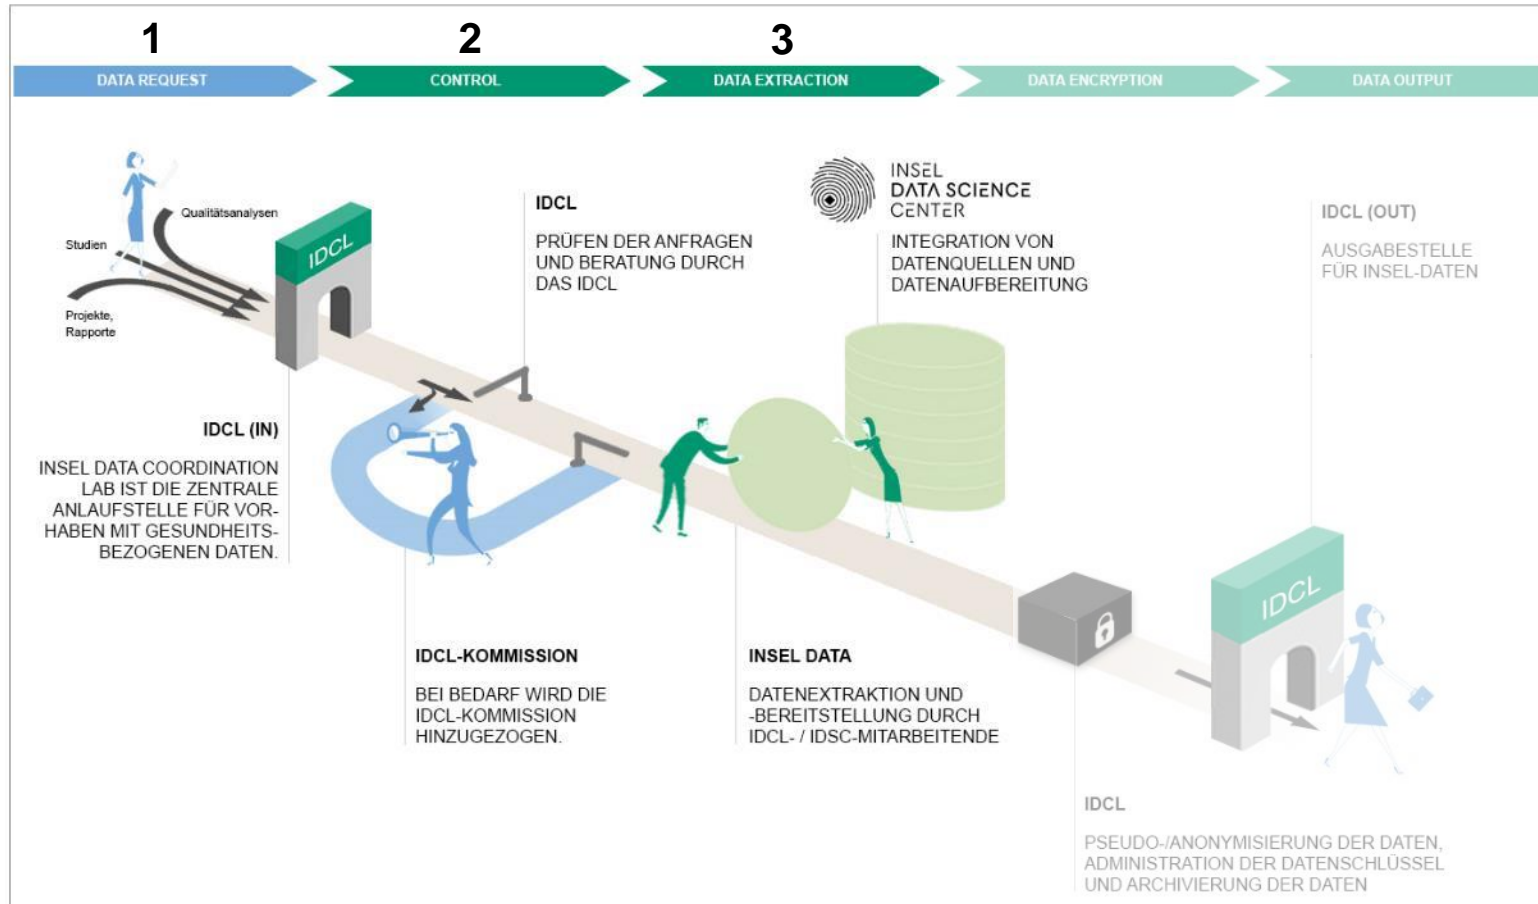 1
2
3
DATA REQUEST
CONTROL
DATA EXTRACTION
DATA ENCRYPTION
DATA OUTPUT
Qualitätsanalysen
Studien
Projekte,
Rapporte
IDCL
IDCL (IN)
INSEL DATA COORDINATION
LAB IST DIE ZENTRALE
ANLAUFSTELLE FÜR VOR-
HABEN MIT GESUNDHEITS-
BEZOGENEN DATEN.
IDCL
PRÜFEN DER ANFRAGEN
UND BERATUNG DURCH
DAS IDCL
IDCL-KOMMISSION
BEI BEDARF WIRD DIE
IDCL-KOMMISSION
HINZUGEZOGEN.
INSEL
DATA SCIENCE
CENTER
INTEGRATION VON
DATENQUELLEN UND
DATENAUFBEREITUNG
INSEL DATA
DATENEXTRAKTION UND
-BEREITSTELLUNG DURCH
IDCL- / IDSC-MITARBEITENDE
IDCL
PSEUDO-/ANONYMISIERUNG DER DATEN,
ADMINISTRATION DER DATENSCHLÜSSEL
UND ARCHIVIERUNG DER DATEN
IDCL (OUT)
AUSGABESTELLE
FÜR INSEL-DATEN
IDCL